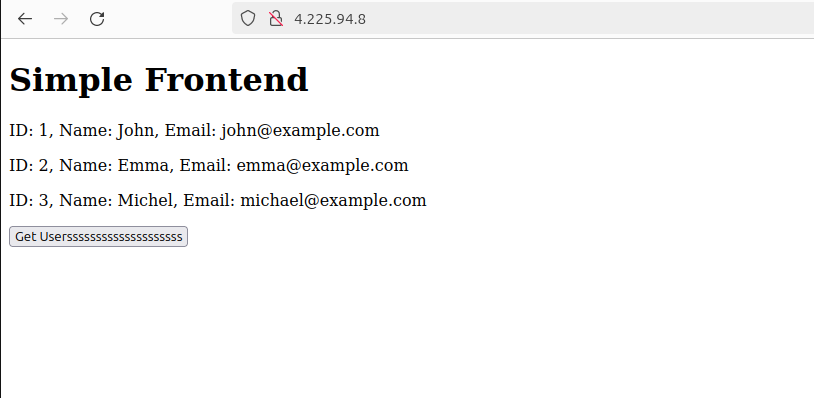 4.225.94.8
Simple Frontend
ID: 1, Name: John, Email: john@example.com
ID: 2, Name: Emma, Email: emma@example.com
ID: 3, Name: Michel, Email: michael@example.com
Get Userssssssssssssssssssss